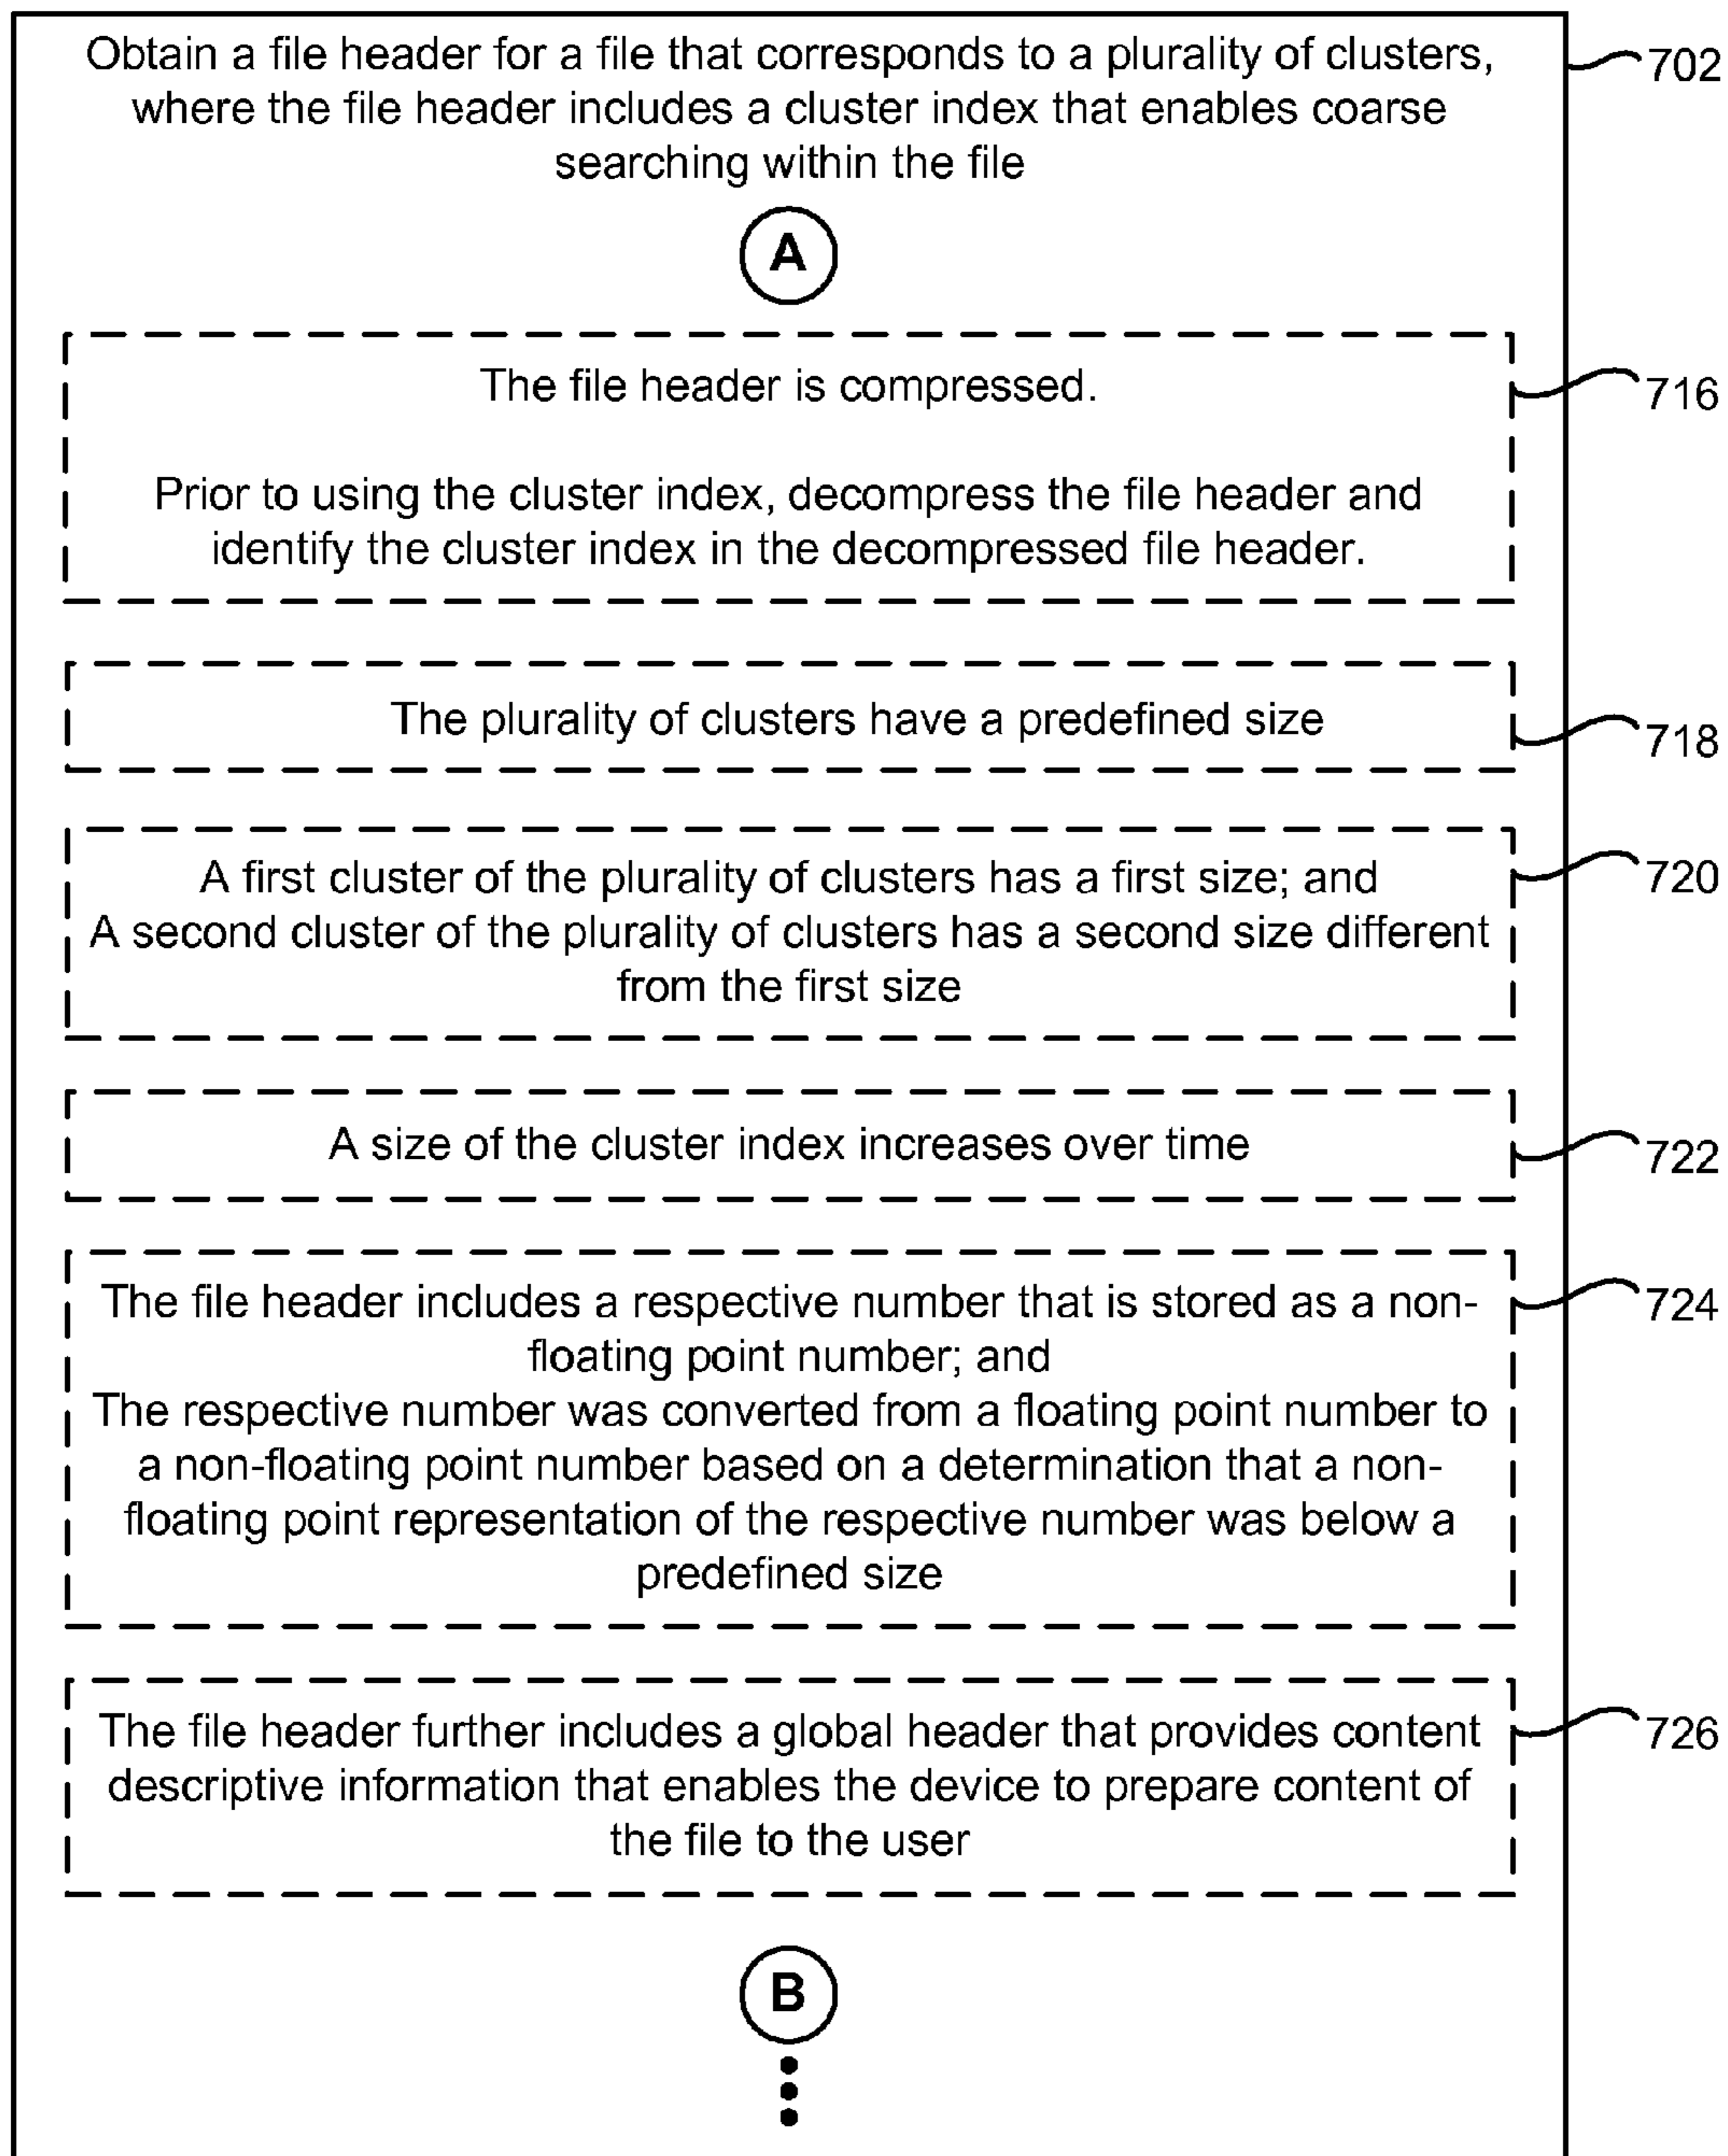 Obtain a file header for a file that corresponds to a plurality of clusters,
where the file header includes a cluster index that enables coarse
searching within the file
702
A
The file header is compressed.
716
Prior to using the cluster index, decompress the file header and
identify the cluster index in the decompressed file header.
The plurality of clusters have a predefined size
718
A first cluster of the plurality of clusters has a first size; and
720
A second cluster of the plurality of clusters has a second size different
from the first size
A size of the cluster index increases over time
722
The file header includes a respective number that is stored as a non-
724
floating point number; and
The respective number was converted from a floating point number to
a non-floating point number based on a determination that a non-
floating point representation of the respective number was below a
predefined size
The file header further includes a global header that provides content
726
descriptive information that enables the device to prepare content of
the file to the user
B